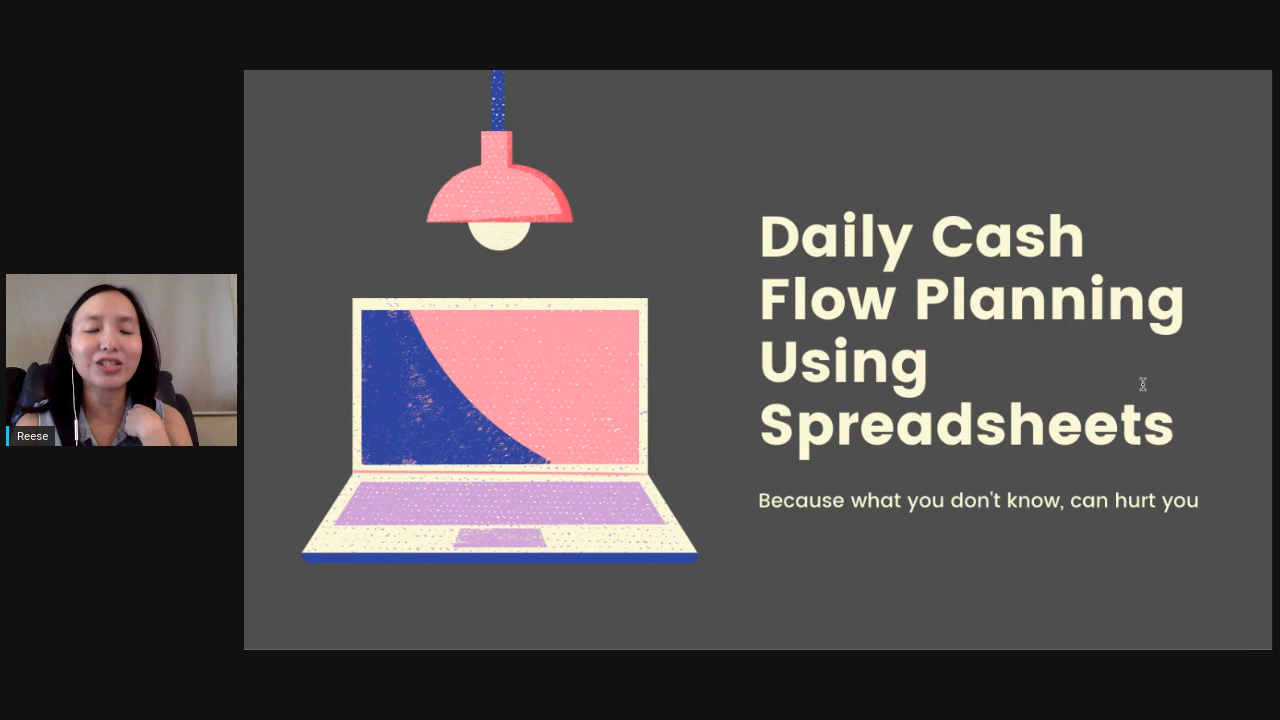 Daily Cash
Flow Planning
Using
Spreadsheets
Because what you don't know, can hurt you
Reese